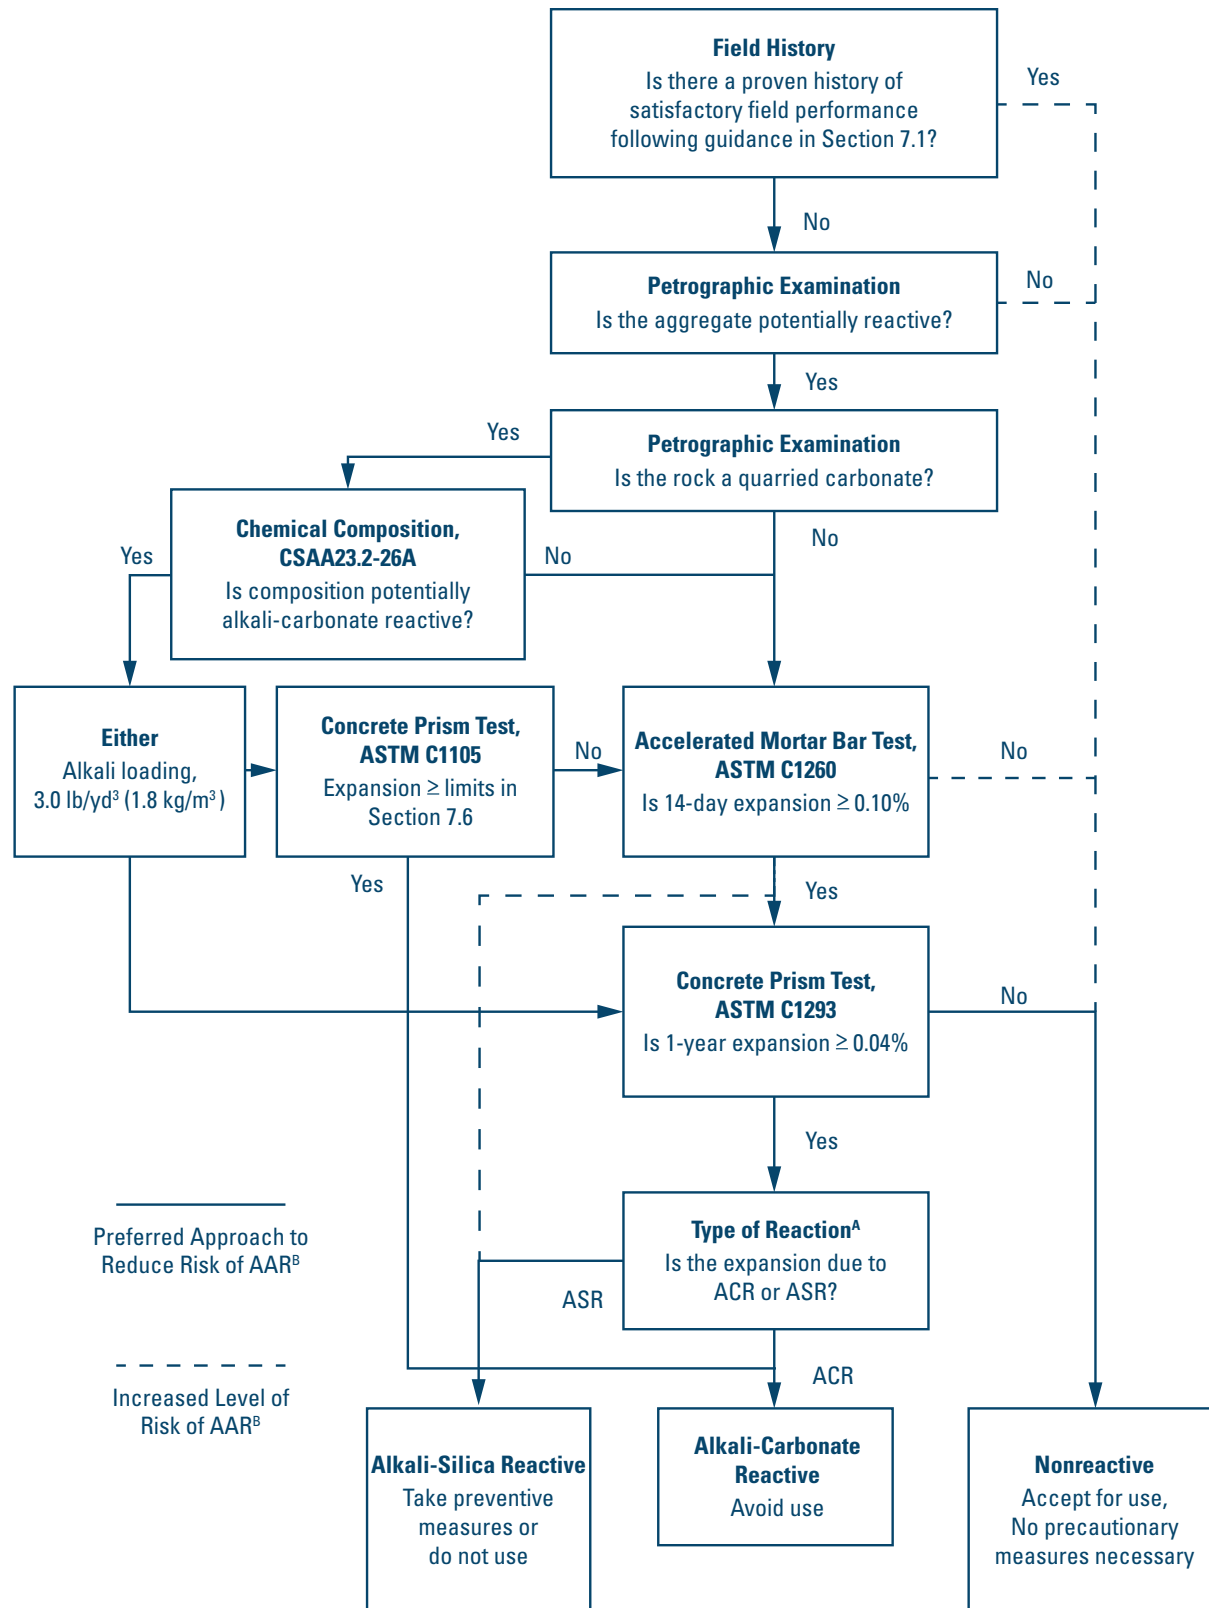 Field History
Is there a proven history of
satisfactory field performance
following guidance in Section 7.1?
Yes
No
Petrographic Examination
Is the aggregate potentially reactive?
No
Yes
Petrographic Examination
Is the rock a quarried carbonate?
Yes
No
Chemical Composition,
CSAA23.2-26A
Is composition potentially
alkali-carbonate reactive?
Yes
No
Either
Alkali loading,
3.0 lb/yd³ (1.8 kg/m³ )
Concrete Prism Test,
ASTM C1105
Expansion ≥ limits in
Section 7.6
No
Yes
Accelerated Mortar Bar Test,
ASTM C1260
Is 14-day expansion ≥ 0.10%
No
Yes
Concrete Prism Test,
ASTM C1293
Is 1-year expansion ≥ 0.04%
No
Yes
Type of Reactionᴬ
Is the expansion due to
ACR or ASR?
ASR
ACR
Preferred Approach to
Reduce Risk of AARᴮ
Increased Level of
Risk of AARᴮ
Alkali-Silica Reactive
Take preventive
measures or
do not use
Alkali-Carbonate
Reactive
Avoid use
Nonreactive
Accept for use,
No precautionary
measures necessary